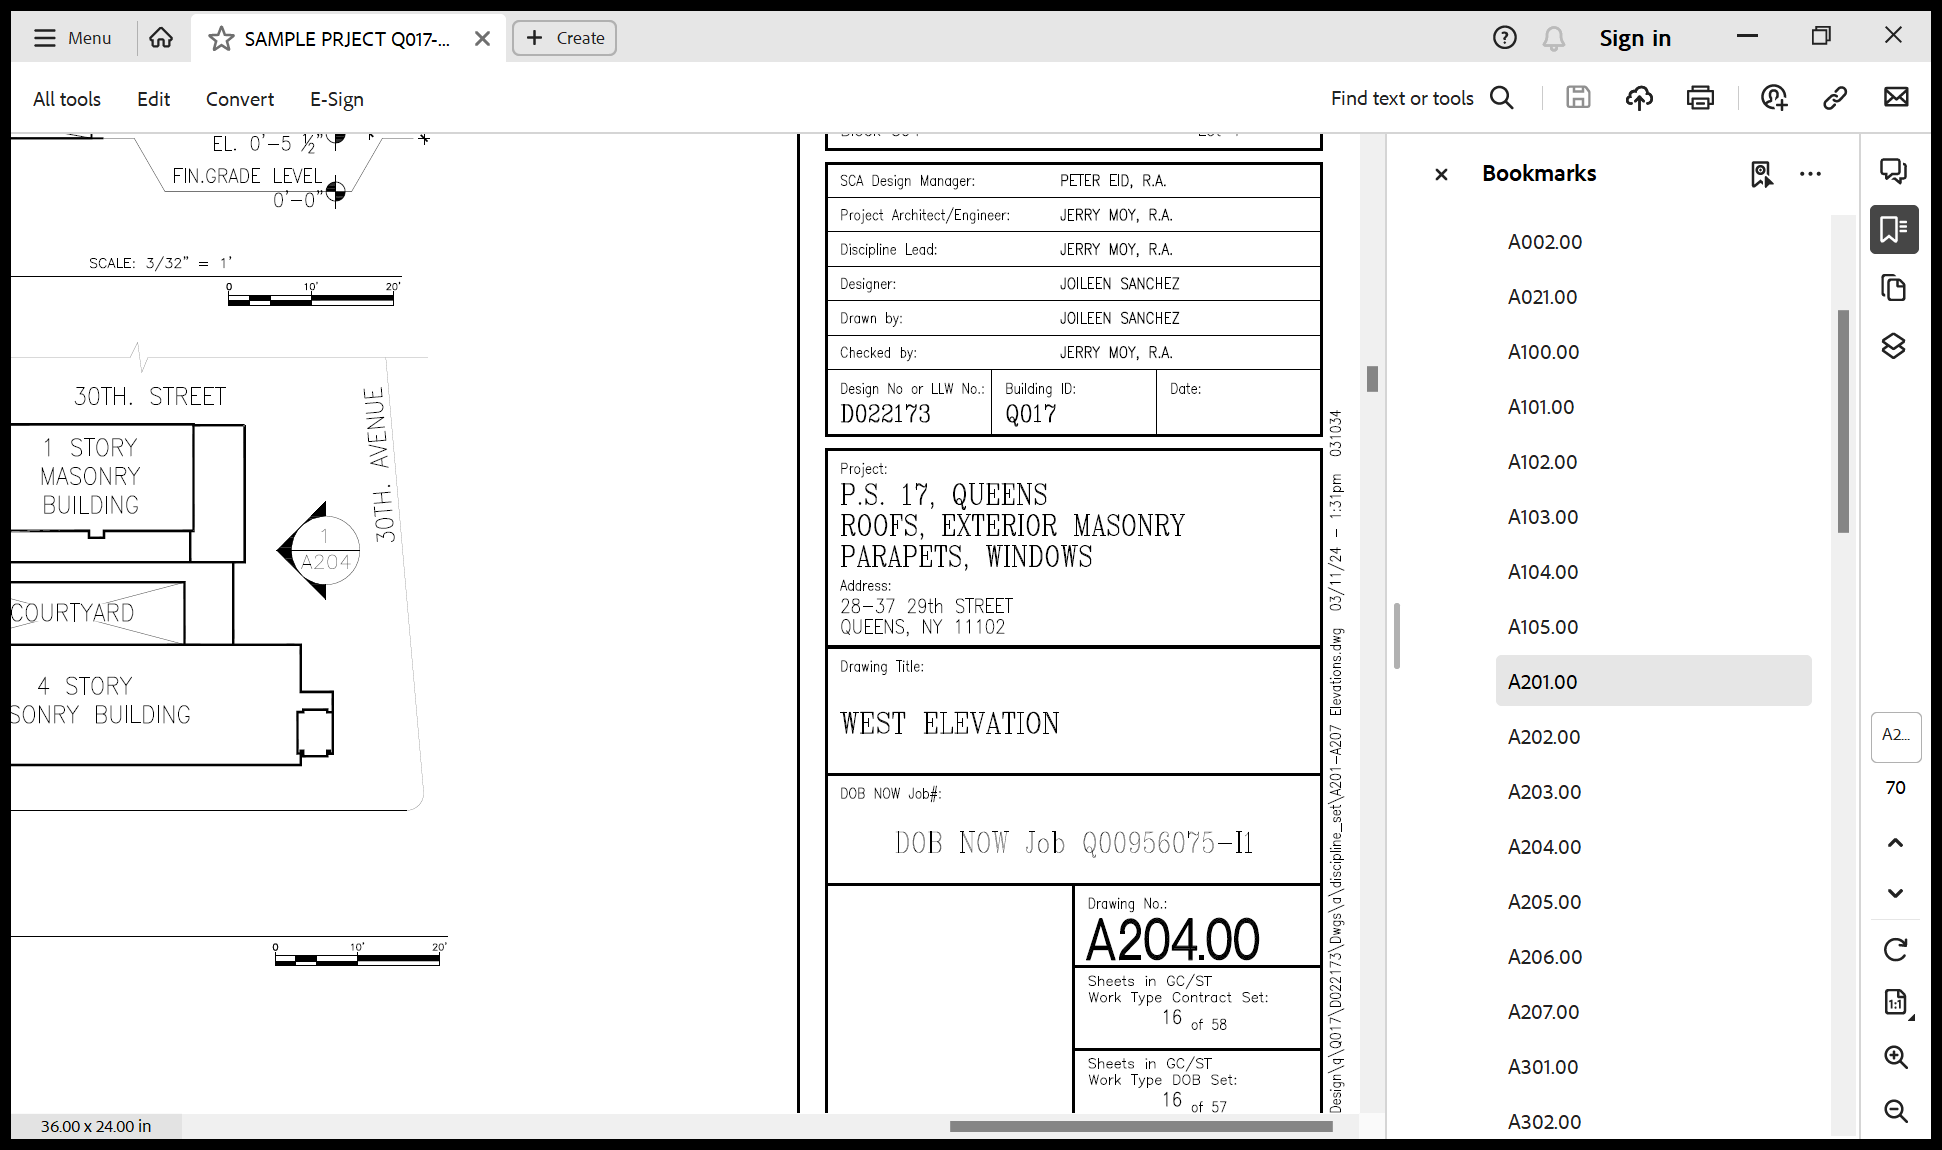 Menu
SAMPLE PRJECT Q017-...
Create
Sign in
All tools
Edit
Convert
E-Sign
Find text or tools
EL. 0'-5 ½"
FIN.GRADE LEVEL
0'-0"
SCALE: 3/32" = 1'
0 10' 20'
30TH. STREET
30TH. AVENUE
1 STORY
MASONRY
BUILDING
1
A204
COURTYARD
4 STORY
SONRY BUILDING
0 10' 20'
36.00 x 24.00 in
SCA Design Manager: PETER EID, R.A.
Project Architect/Engineer: JERRY MOY, R.A.
Discipline Lead: JERRY MOY, R.A.
Designer: JOILEEN SANCHEZ
Drawn by: JOILEEN SANCHEZ
Checked by: JERRY MOY, R.A.
Design No or LLW No.: Building ID: Date:
D022173 Q017
Project:
P.S. 17, QUEENS
ROOFS, EXTERIOR MASONRY
PARAPETS, WINDOWS
Address:
28-37 29th STREET
QUEENS, NY 11102
Drawing Title:
WEST ELEVATION
DOB NOW Job#:
DOB NOW Job Q00956075-I1
Drawing No.:
A204.00
Sheets in GC/ST
Work Type Contract Set:
16 of 58
Sheets in GC/ST
Work Type DOB Set:
16 of 57
Design\q\Q017\D022173\Dwgs\a\discipline_set\A201-A207 Elevations.dwg 03/11/24 - 1:31pm 031034
Bookmarks
A002.00
A021.00
A100.00
A101.00
A102.00
A103.00
A104.00
A105.00
A201.00
A202.00
A203.00
A204.00
A205.00
A206.00
A207.00
A301.00
A302.00
A2...
70
1:1